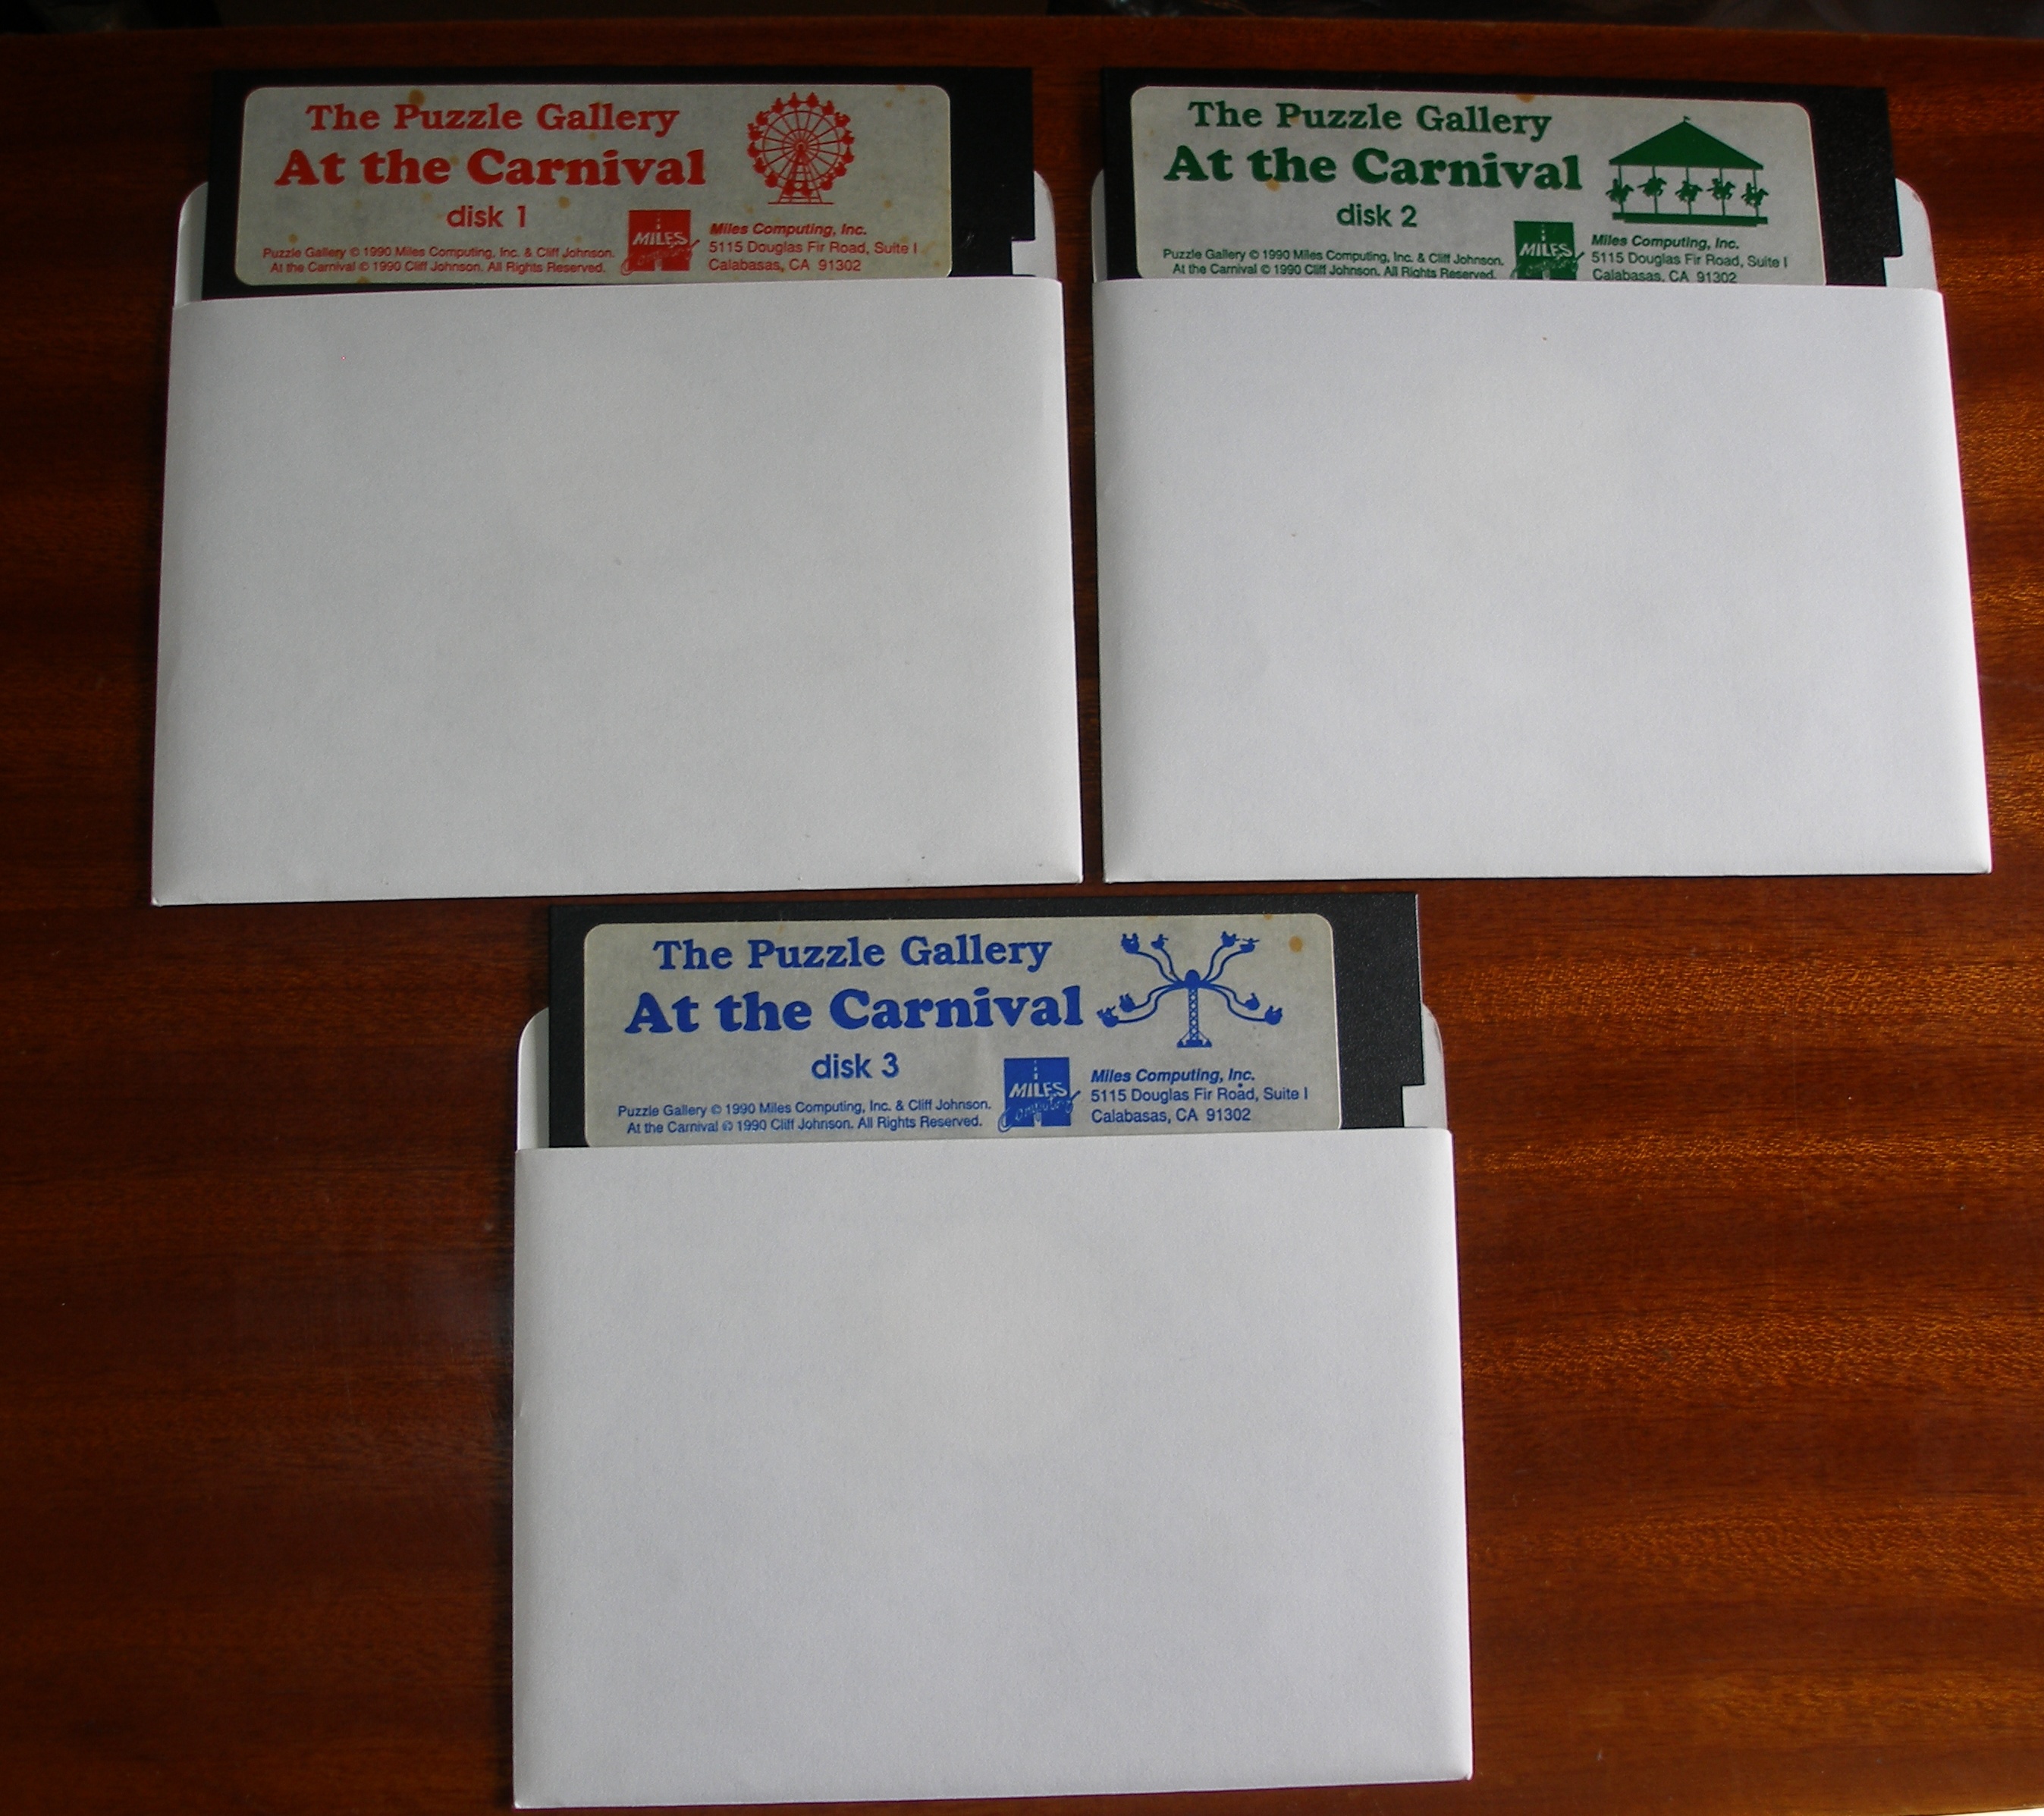 The Puzzle Gallery
At the Carnival
disk 1
Puzzle Gallery © 1990 Miles Computing, Inc. & Cliff Johnson.
At the Carnival © 1990 Cliff Johnson. All Rights Reserved.
MILES
Computing
Miles Computing, Inc.
5115 Douglas Fir Road, Suite I
Calabasas, CA 91302
The Puzzle Gallery
At the Carnival
disk 2
Puzzle Gallery © 1990 Miles Computing, Inc. & Cliff Johnson.
At the Carnival © 1990 Cliff Johnson. All Rights Reserved.
MILES
Computing
Miles Computing, Inc.
5115 Douglas Fir Road, Suite I
Calabasas, CA 91302
The Puzzle Gallery
At the Carnival
disk 3
Puzzle Gallery © 1990 Miles Computing, Inc. & Cliff Johnson.
At the Carnival © 1990 Cliff Johnson. All Rights Reserved.
MILES
Computing
Miles Computing, Inc.
5115 Douglas Fir Road, Suite I
Calabasas, CA 91302